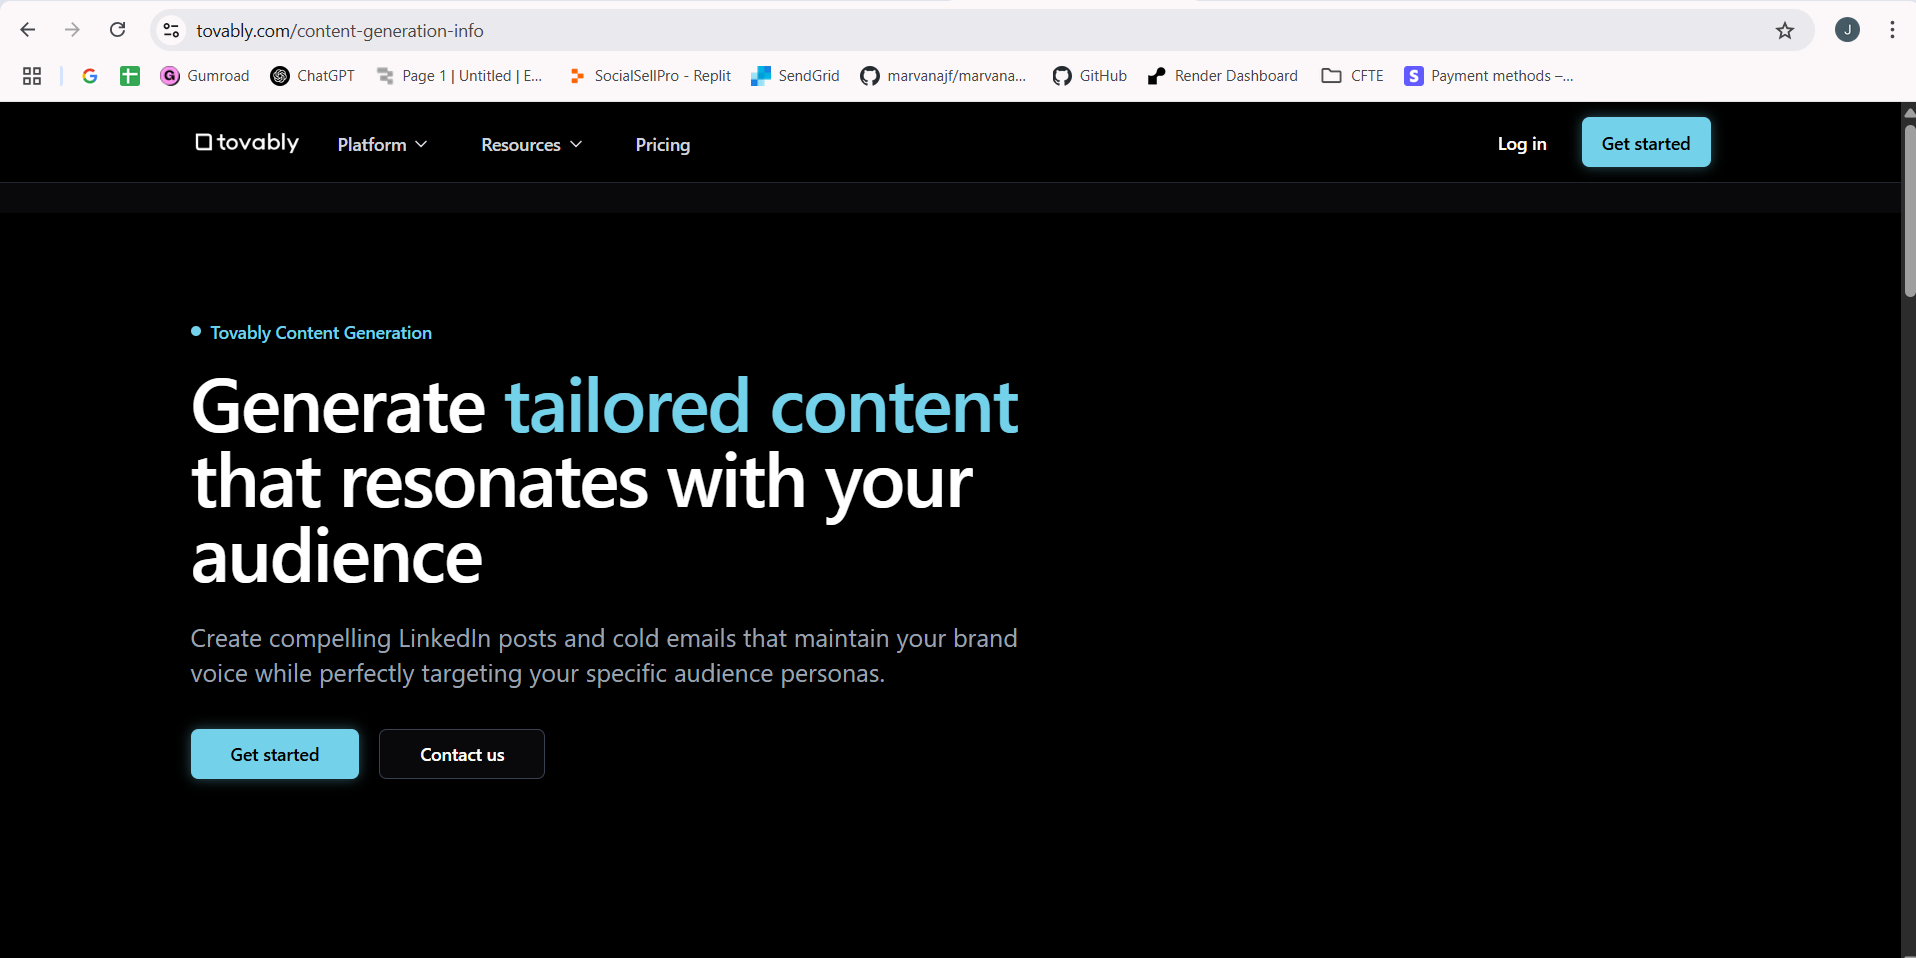 tovably.com/content-generation-info
J
G
Gumroad
ChatGPT
Page 1 | Untitled | E...
SocialSellPro - Replit
SendGrid
marvanajf/marvana...
GitHub
Render Dashboard
CFTE
S
Payment methods –...
tovably
Platform
Resources
Pricing
Log in
Get started
Tovably Content Generation
Generate tailored content
that resonates with your
audience
Create compelling LinkedIn posts and cold emails that maintain your brand
voice while perfectly targeting your specific audience personas.
Get started
Contact us